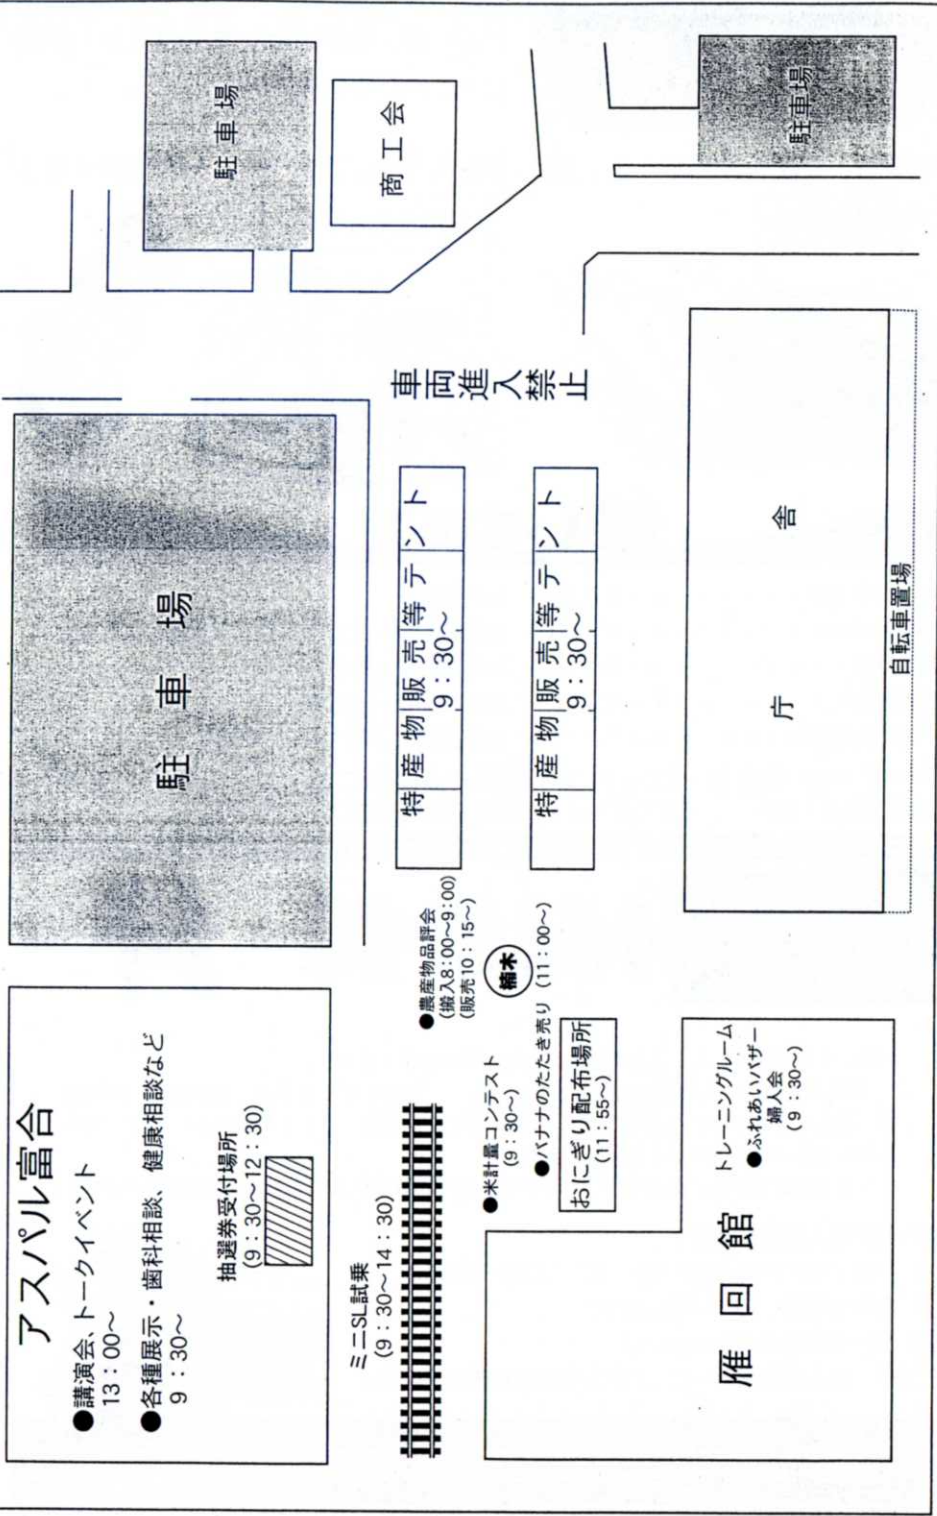 アスパル富合
●講演会、トークイベント
13：00～
●各種展示・歯科相談、健康相談など
9：30～
抽選券受付場所
(9：30～12：30)
駐車場
駐車場
商工会
ミニSL試乗
(9：30～14：30)
●農産物品評会
(搬入8：00～9：00)
(販売10：15～)
楠木
●米計量コンテスト
(9：30～)
●バナナのたたき売り (11：00～)
おにぎり配布場所
(11：55～)
特産物販売等テント
9：30～
特産物販売等テント
9：30～
車両進入禁止
駐車場
雁回館
トレーニングルーム
●ふれあいバザー
婦人会
(9：30～)
庁舎
自転車置場